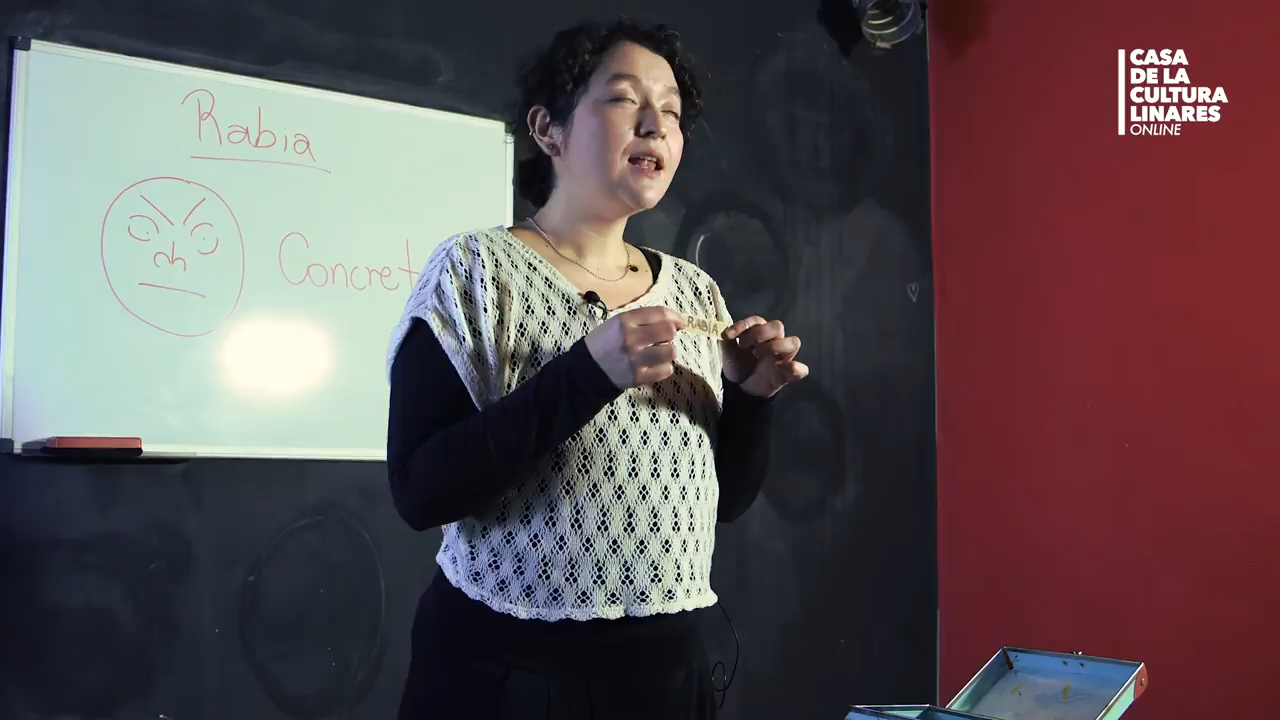 Rabia
Concret
RABIA
CASA
DE LA
CULTURA
LINARES
ONLINE